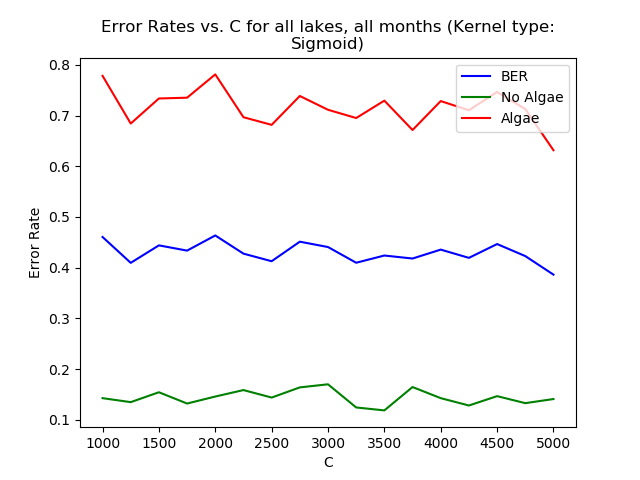 Error Rates vs. C for all lakes, all months (Kernel type:
Sigmoid)
BER
No Algae
Algae
Error Rate
0.8
0.7
0.6
0.5
0.4
0.3
0.2
0.1
1000 1500 2000 2500 3000 3500 4000 4500 5000
C